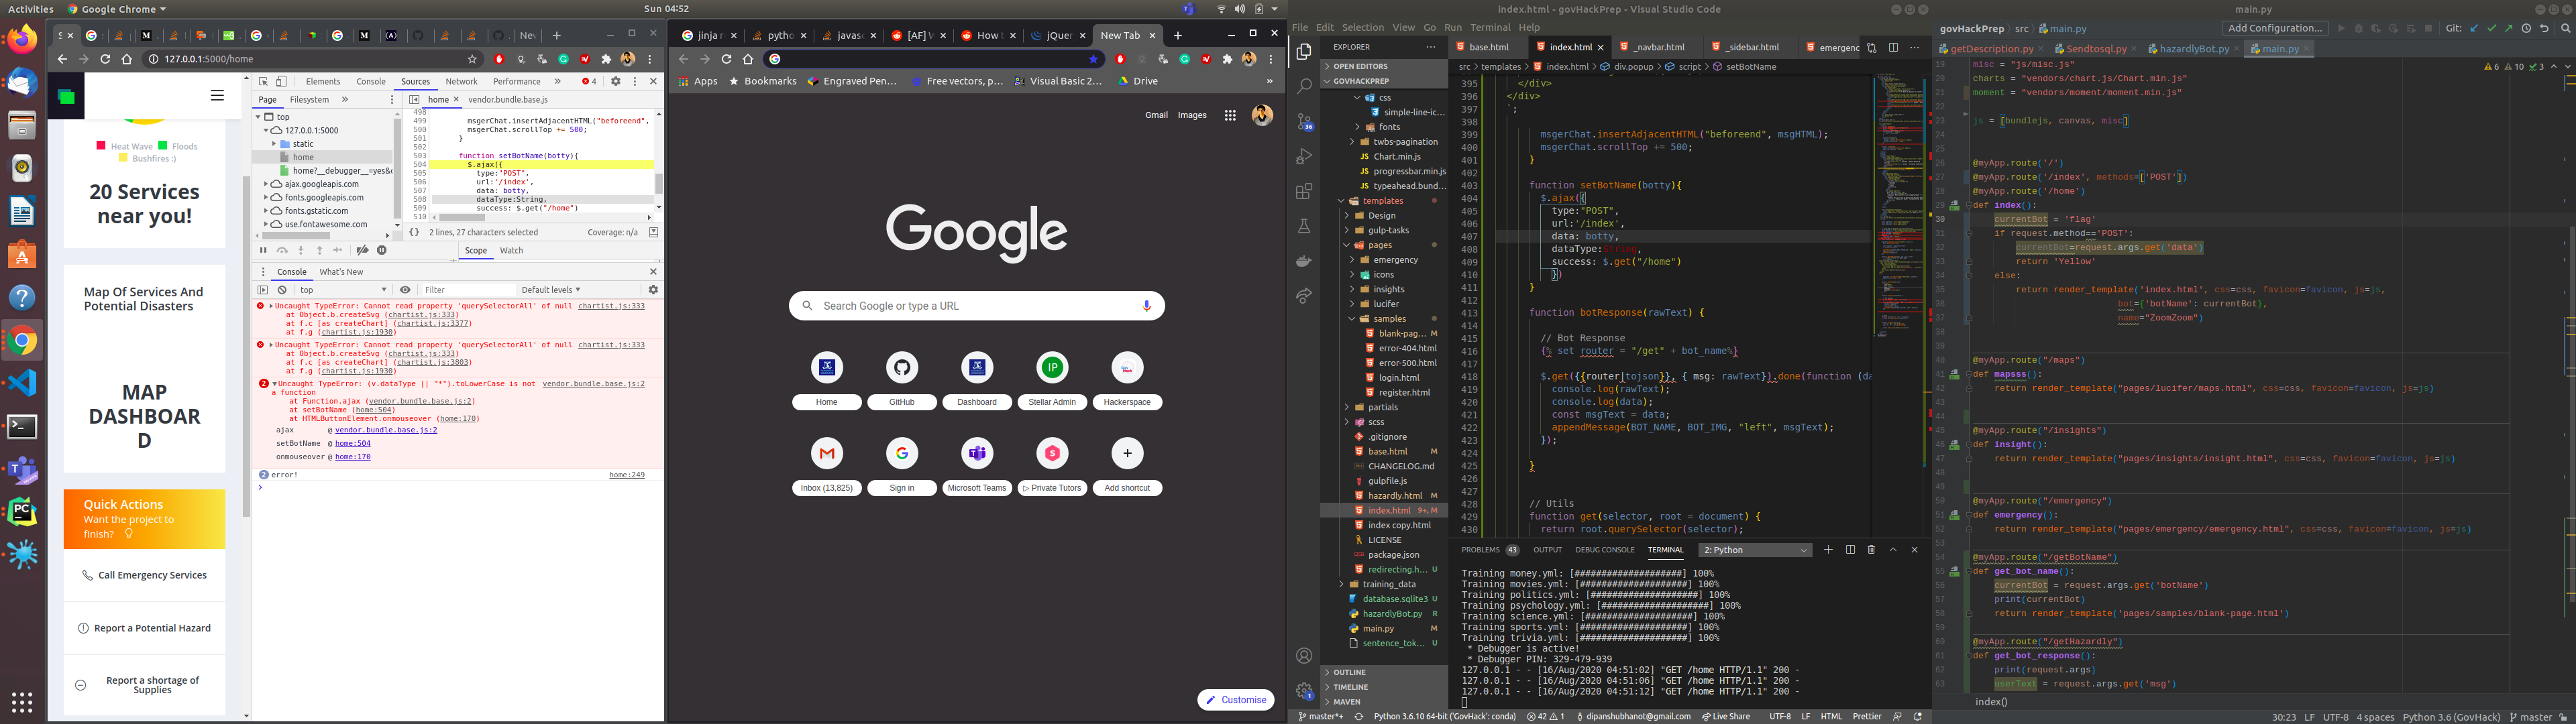 Activities Google Chrome Sun 04:52
127.0.0.1:5000/home
Heat Wave Floods
Bushfires :)
20 Services
near you!
Map Of Services And
Potential Disasters
MAP
DASHBOAR
D
Quick Actions
Want the project to
finish?
Call Emergency Services
Report a Potential Hazard
Report a shortage of
Supplies
Elements Console Sources Network Performance 4
Page Filesystem
top
127.0.0.1:5000
static
home
home?__debugger__=yes&
ajax.googleapis.com
fonts.googleapis.com
fonts.gstatic.com
use.fontawesome.com
home vendor.bundle.base.js
498
499 msgerChat.insertAdjacentHTML("beforeend",
500 msgerChat.scrollTop += 500;
501 }
502
503 function setBotName(botty){
504 $.ajax({
505 type:"POST",
506 url:'/index',
507 data: botty,
508 dataType:String,
509 success: $.get("/home")
510
{} 2 lines, 27 characters selected Coverage: n/a
Scope Watch
Console What's New
top Filter Default levels
Uncaught TypeError: Cannot read property 'querySelectorAll' of null chartist.js:333
at Object.b.createSvg (chartist.js:333)
at f.c [as createChart] (chartist.js:3377)
at f.g (chartist.js:1930)
Uncaught TypeError: Cannot read property 'querySelectorAll' of null chartist.js:333
at Object.b.createSvg (chartist.js:333)
at f.c [as createChart] (chartist.js:3803)
at f.g (chartist.js:1930)
2 Uncaught TypeError: (v.dataType || "*").toLowerCase is not vendor.bundle.base.js:2
a function
at Function.ajax (vendor.bundle.base.js:2)
at setBotName (home:504)
at HTMLButtonElement.onmouseover (home:170)
ajax @ vendor.bundle.base.js:2
setBotName @ home:504
onmouseover @ home:170
2 error! home:249
jinja r python javasc [AF] W How t jQuer New Tab
Apps Bookmarks Engraved Pen... Free vectors, p... Visual Basic 2... Drive
Gmail Images
Google
Search Google or type a URL
IP
Home GitHub Dashboard Stellar Admin Hackerspace
Inbox (13,825) Sign in Microsoft Teams Private Tutors Add shortcut
Customise
index.html - govHackPrep - Visual Studio Code
File Edit Selection View Go Run Terminal Help
EXPLORER
OPEN EDITORS
GOVHACKPREP
css
simple-line-ic...
fonts
twbs-pagination
Chart.min.js
progressbar.min.js
typeahead.bund...
templates
Design
gulp-tasks
pages
emergency
icons
insights
lucifer
samples
blank-pag... M
error-404.html
error-500.html
login.html
register.html
partials
scss
.gitignore
base.html
CHANGELOG.md
gulpfile.js
hazardly.html M
index.html 9+, M
index copy.html
LICENSE
package.json
redirecting.h... U
training_data
database.sqlite3 U
hazardlyBot.py R
main.py M
sentence_tok... U
OUTLINE
TIMELINE
MAVEN
base.html index.html _navbar.html _sidebar.html emergenc
src > templates > index.html > div.popup > script > setBotName
395 </div>
396 </div>
397 `;
398
399 msgerChat.insertAdjacentHTML("beforeend", msgHTML);
400 msgerChat.scrollTop += 500;
401 }
402
403 function setBotName(botty){
404 $.ajax({
405 type:"POST",
406 url:'/index',
407 data: botty,
408 dataType:String,
409 success: $.get("/home")
410 })
411 }
412
413 function botResponse(rawText) {
414
415 // Bot Response
416 {% set router = "/get" + bot_name%}
417
418 $.get({{router|tojson}}, { msg: rawText}).done(function (da
419 console.log(rawText);
420 console.log(data);
421 const msgText = data;
422 appendMessage(BOT_NAME, BOT_IMG, "left", msgText);
423 });
424
425 }
426
427
428 // Utils
429 function get(selector, root = document) {
430 return root.querySelector(selector);
PROBLEMS 43 OUTPUT DEBUG CONSOLE TERMINAL 2: Python
Training money.yml: [####################] 100%
Training movies.yml: [####################] 100%
Training politics.yml: [####################] 100%
Training psychology.yml: [####################] 100%
Training science.yml: [####################] 100%
Training sports.yml: [####################] 100%
Training trivia.yml: [####################] 100%
* Debugger is active!
* Debugger PIN: 329-479-939
127.0.0.1 - - [16/Aug/2020 04:51:02] "GET /home HTTP/1.1" 200 -
127.0.0.1 - - [16/Aug/2020 04:51:06] "GET /home HTTP/1.1" 200 -
127.0.0.1 - - [16/Aug/2020 04:51:12] "GET /home HTTP/1.1" 200 -
master*+ Python 3.6.10 64-bit ('GovHack': conda) 42 1 dipanshubhanot@gmail.com Live Share UTF-8 LF HTML Prettier
main.py
govHackPrep > src > main.py Add Configuration... Git:
getDescription.py Sendtosql.py hazardlyBot.py main.py
6 10 3
19 misc = "js/misc.js"
20 charts = "vendors/chart.js/Chart.min.js"
21 moment = "vendors/moment/moment.min.js"
22
23 js = [bundlejs, canvas, misc]
24
25
26 @myApp.route('/')
27 @myApp.route('/index', methods=['POST'])
28 @myApp.route('/home')
29 def index():
30 currentBot = 'flag'
31 if request.method=='POST':
32 currentBot=request.args.get('data')
33 return 'Yellow'
34 else:
35 return render_template('index.html', css=css, favicon=favicon, js=js,
36 bot={'botName': currentBot},
37 name="ZoomZoom")
38
39
40 @myApp.route("/maps")
41 def mapsss():
42 return render_template("pages/lucifer/maps.html", css=css, favicon=favicon, js=js)
43
44
45 @myApp.route("/insights")
46 def insight():
47 return render_template("pages/insights/insight.html", css=css, favicon=favicon, js=js)
48
49
50 @myApp.route("/emergency")
51 def emergency():
52 return render_template("pages/emergency/emergency.html", css=css, favicon=favicon, js=js)
53
54 @myApp.route("/getBotName")
55 def get_bot_name():
56 currentBot = request.args.get('botName')
57 print(currentBot)
58 return render_template('pages/samples/blank-page.html')
59
60 @myApp.route("/getHazardly")
61 def get_bot_response():
62 print(request.args)
63 userText = request.args.get('msg')
index()
30:23 LF UTF-8 4 spaces Python 3.6 (GovHack) master